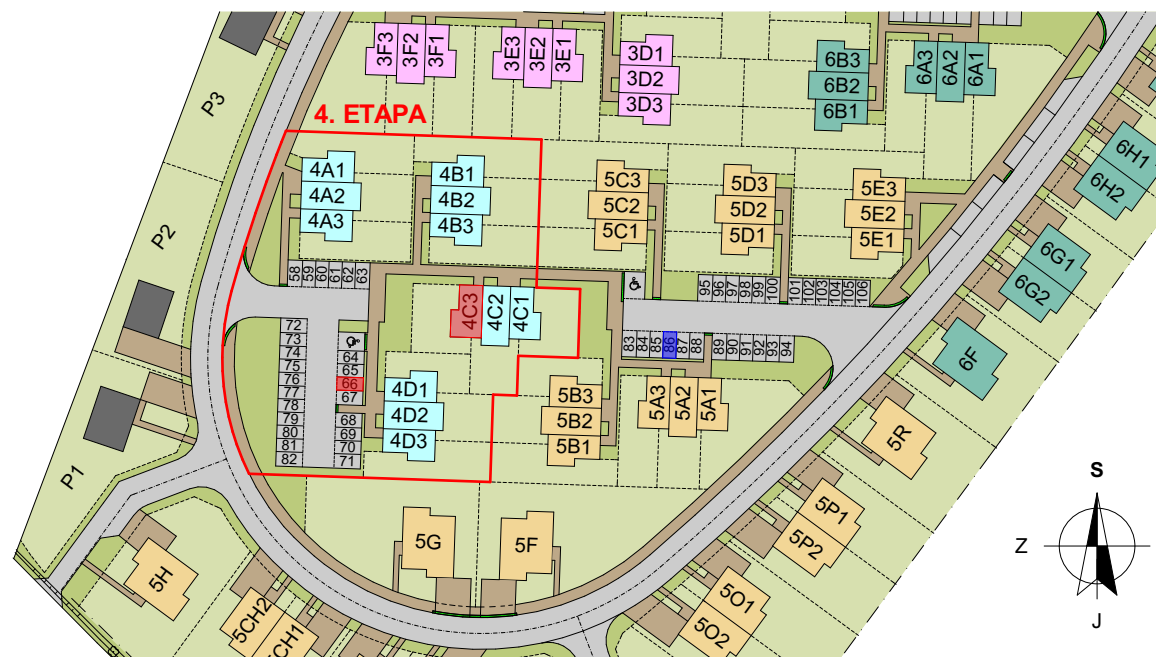 3F3
3F2
3F1
3E3
3E2
3E1
3D1
3D2
3D3
6B3
6B2
6B1
6A3
6A2
6A1
P3
4. ETAPA
6H1
6H2
4A1
4A2
4A3
4B1
4B2
4B3
5C3
5C2
5C1
5D3
5D2
5D1
5E3
5E2
5E1
P2
6G1
6G2
58
59
60
61
62
63
95
96
97
98
99
100
101
102
103
104
105
106
4C3
4C2
4C1
72
73
74
75
76
77
78
79
80
81
82
64
65
66
67
68
69
70
71
83
84
85
86
87
88
89
90
91
92
93
94
6F
4D1
4D2
4D3
5B3
5B2
5B1
5A3
5A2
5A1
5R
P1
S
Z
J
5P1
5P2
5G
5F
5H
5CH2
5CH1
5O1
5O2